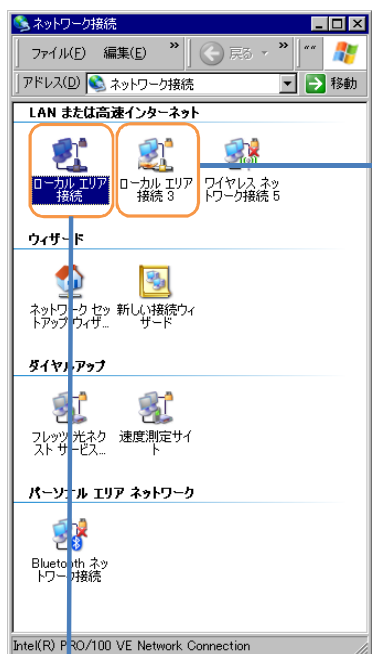 ネットワーク接続
ファイル(F) 編集(E) » 戻る »
アドレス(D) ネットワーク接続 移動
LAN または高速インターネット
ローカル エリア
接続
ローカル エリア
接続 3
ワイヤレス ネッ
トワーク接続 5
ウィザード
ネットワーク セッ
トアップ ウィザ...
新しい接続ウィ
ザード
ダイヤルアップ
フレッツ 光ネク
スト サービス...
速度測定サイ
ト
パーソナル エリア ネットワーク
Bluetooth ネッ
トワーク接続
Intel(R) PRO/100 VE Network Connection